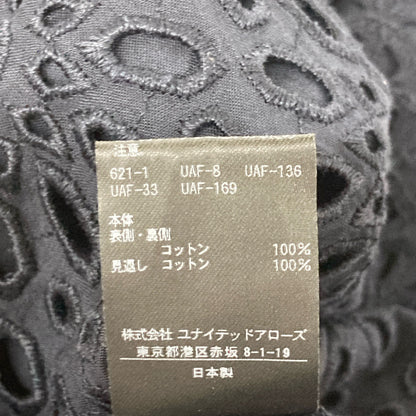 注意
621-1 UAF-8 UAF-136
UAF-33 UAF-169
本体
表側・裏側
コットン 100%
見返し コットン 100%
株式会社 ユナイテッドアローズ
東京都港区赤坂 8-1-19
日本製